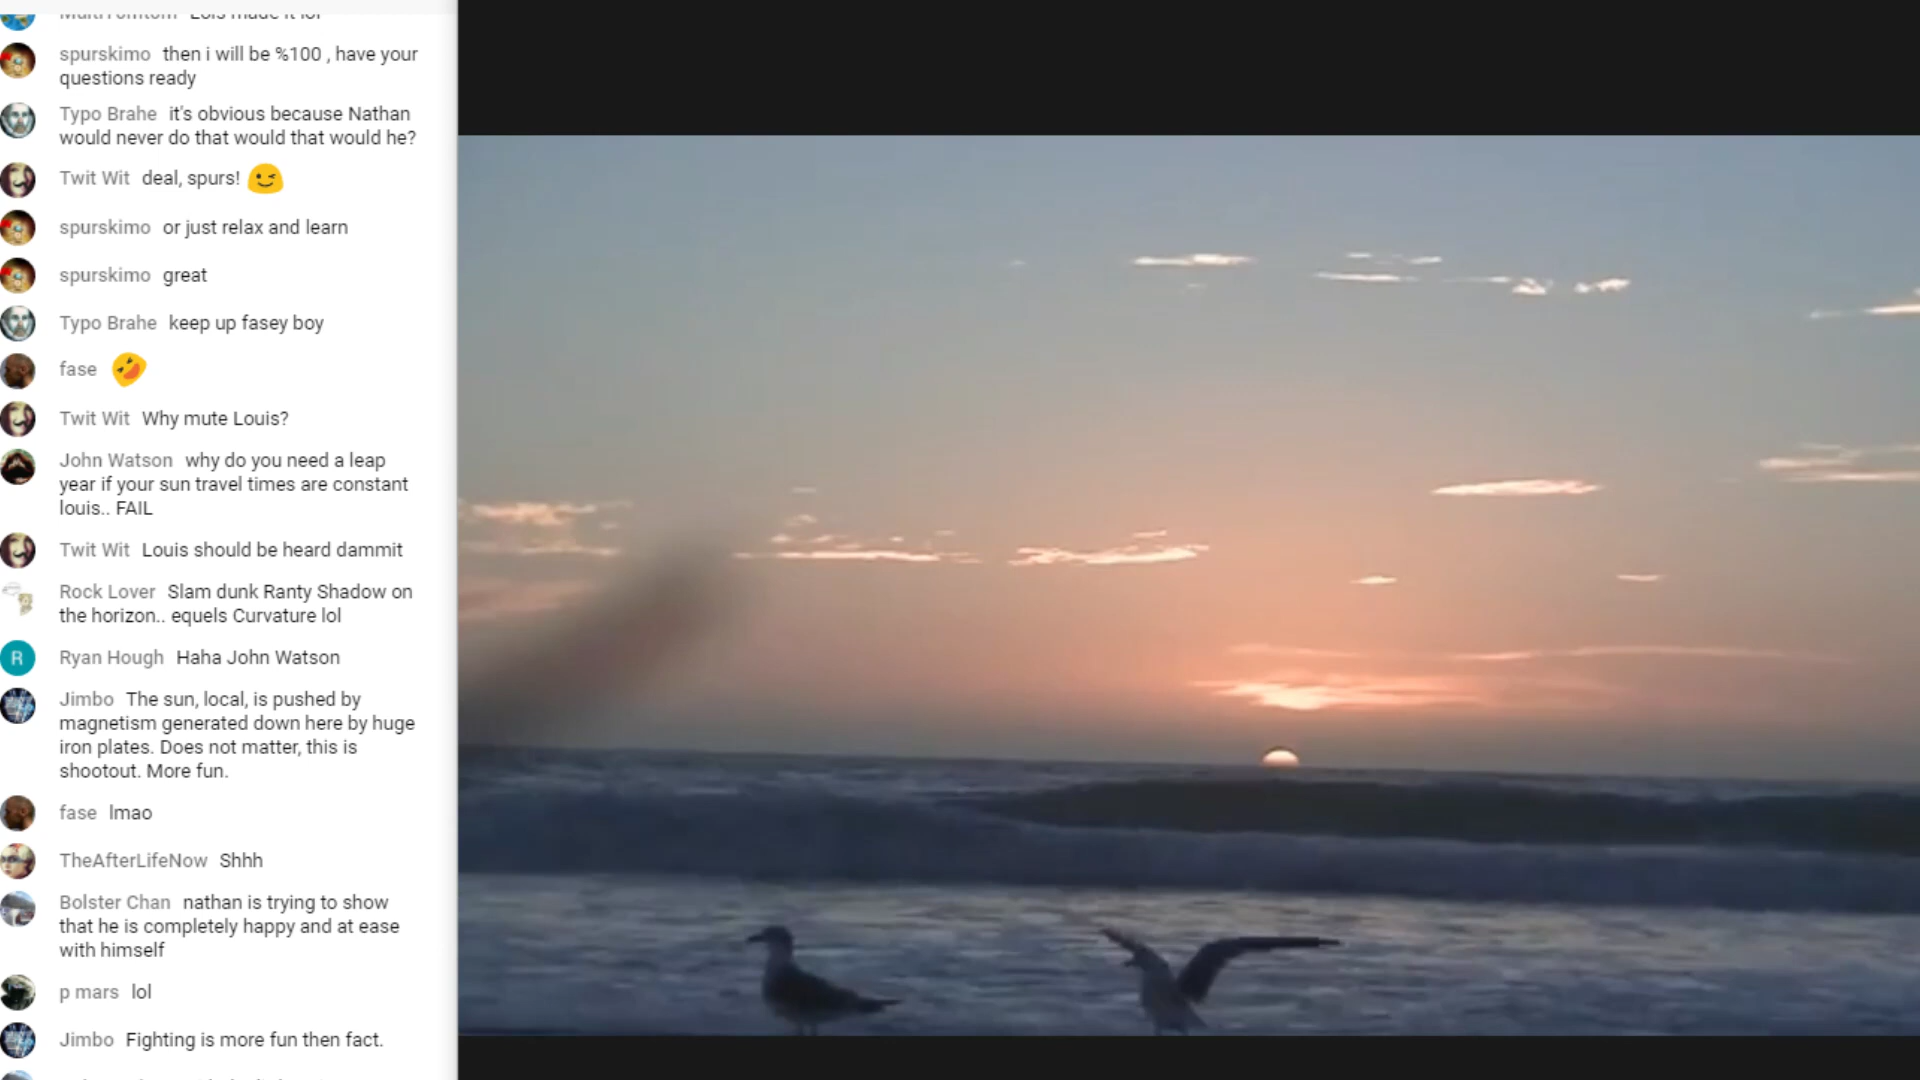 spurskimo then i will be %100 , have your
questions ready
Typo Brahe it's obvious because Nathan
would never do that would that would he?
Twit Wit deal, spurs!
spurskimo or just relax and learn
spurskimo great
Typo Brahe keep up fasey boy
fase
Twit Wit Why mute Louis?
John Watson why do you need a leap
year if your sun travel times are constant
louis.. FAIL
Twit Wit Louis should be heard dammit
Rock Lover Slam dunk Ranty Shadow on
the horizon.. equels Curvature lol
R Ryan Hough Haha John Watson
Jimbo The sun, local, is pushed by
magnetism generated down here by huge
iron plates. Does not matter, this is
shootout. More fun.
fase lmao
TheAfterLifeNow Shhh
Bolster Chan nathan is trying to show
that he is completely happy and at ease
with himself
p mars lol
Jimbo Fighting is more fun then fact.